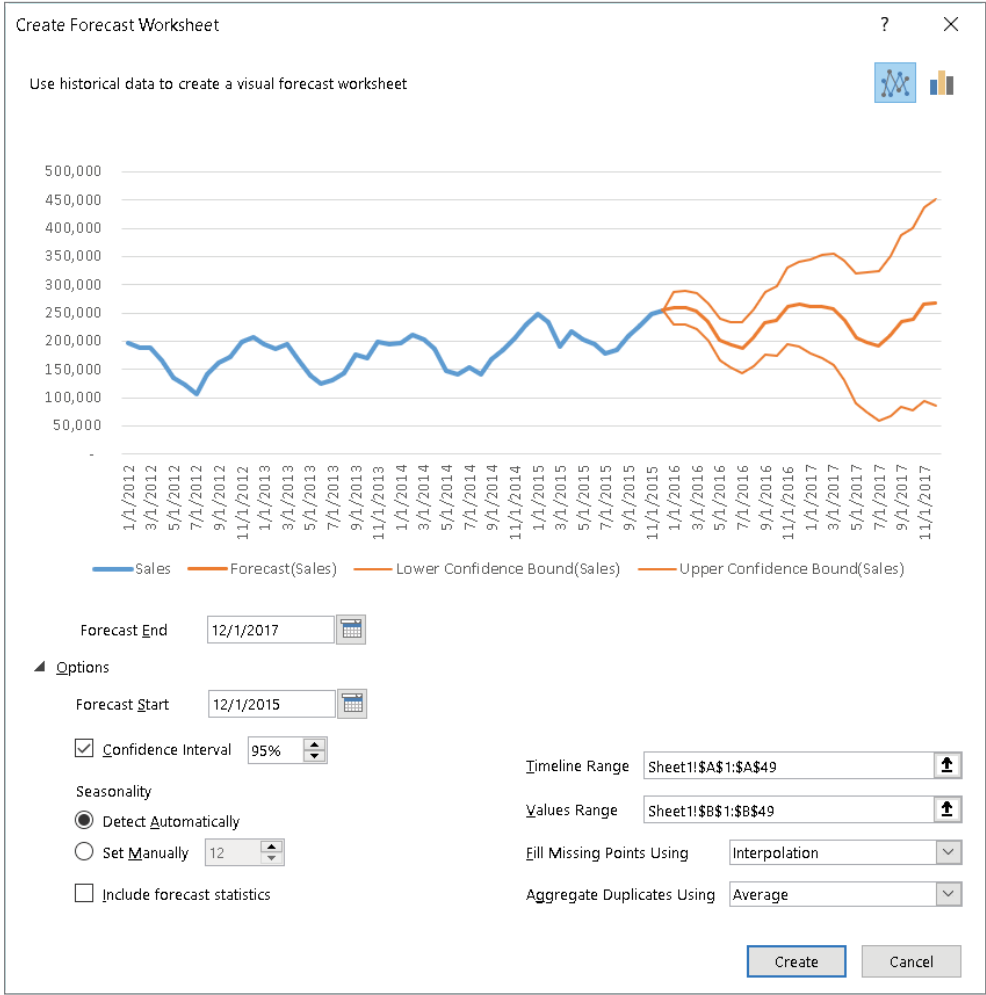 Create Forecast Worksheet ? ×
Use historical data to create a visual forecast worksheet
500,000
450,000
400,000
350,000
300,000
250,000
200,000
150,000
100,000
50,000
-
1/1/2012
3/1/2012
5/1/2012
7/1/2012
9/1/2012
11/1/2012
1/1/2013
3/1/2013
5/1/2013
7/1/2013
9/1/2013
11/1/2013
1/1/2014
3/1/2014
5/1/2014
7/1/2014
9/1/2014
11/1/2014
1/1/2015
3/1/2015
5/1/2015
7/1/2015
9/1/2015
11/1/2015
1/1/2016
3/1/2016
5/1/2016
7/1/2016
9/1/2016
11/1/2016
1/1/2017
3/1/2017
5/1/2017
7/1/2017
9/1/2017
11/1/2017
Sales Forecast(Sales) Lower Confidence Bound(Sales) Upper Confidence Bound(Sales)
Forecast End 12/1/2017
Options
Forecast Start 12/1/2015
Confidence Interval 95%
Seasonality
Detect Automatically
Set Manually 12
Include forecast statistics
Timeline Range Sheet1!$A$1:$A$49
Values Range Sheet1!$B$1:$B$49
Fill Missing Points Using Interpolation
Aggregate Duplicates Using Average
Create Cancel